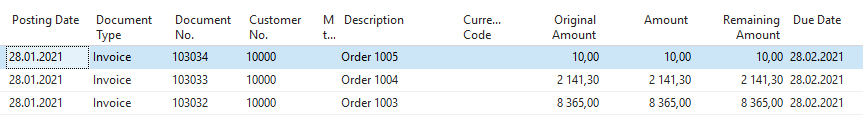 Posting Date Document Type Document No. Customer No. M t... Description Curre... Code Original Amount Amount Remaining Amount Due Date
28.01.2021 Invoice 103034 10000 Order 1005 10,00 10,00 10,00 28.02.2021
28.01.2021 Invoice 103033 10000 Order 1004 2 141,30 2 141,30 2 141,30 28.02.2021
28.01.2021 Invoice 103032 10000 Order 1003 8 365,00 8 365,00 8 365,00 28.02.2021